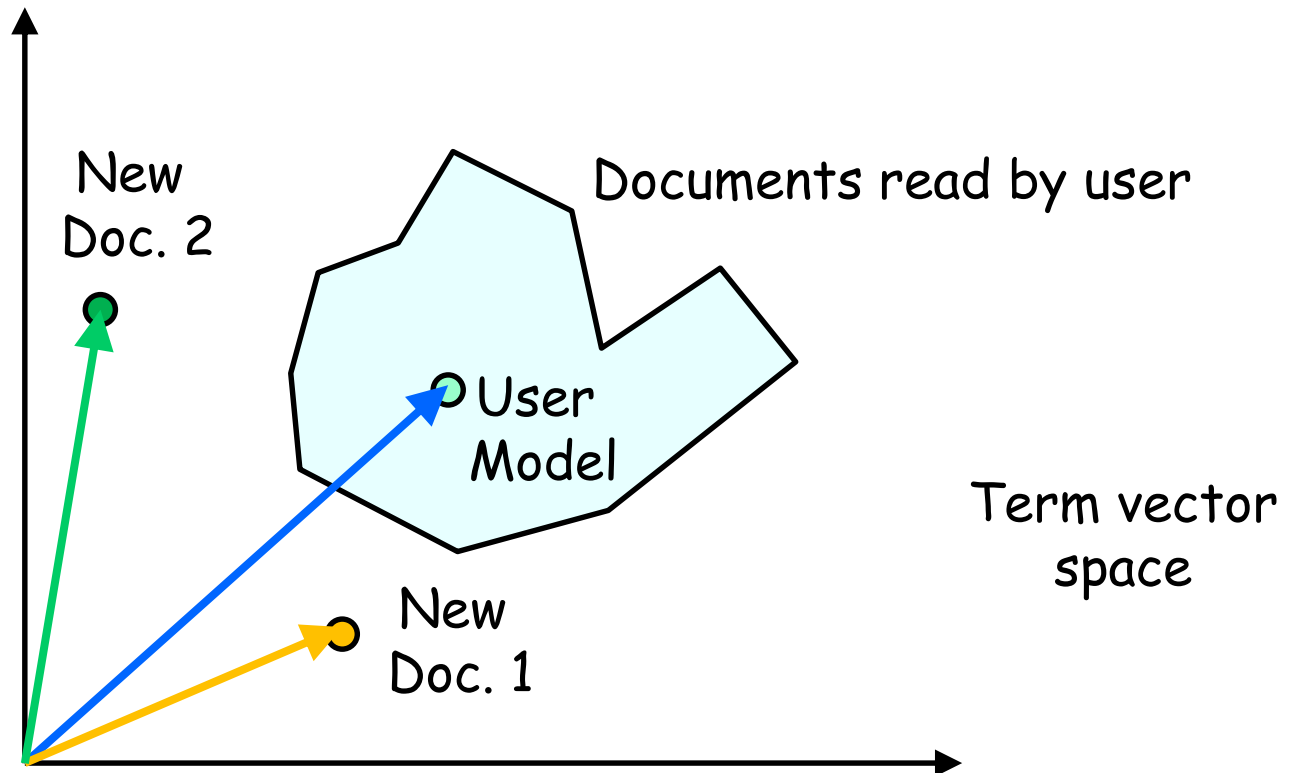 New
Doc. 2
Documents read by user
User
Model
Term vector
space
New
Doc. 1